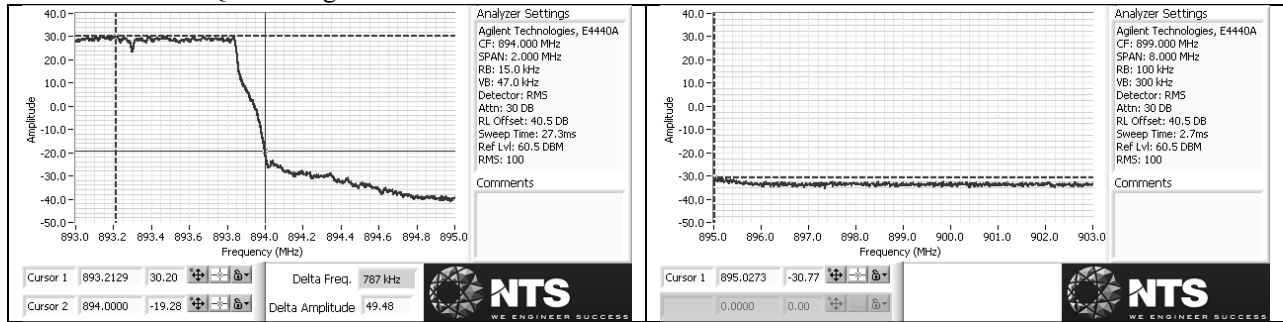 40.0
30.0
20.0
10.0
0.0
-10.0
-20.0
-30.0
-40.0
-50.0
Amplitude
893.0 893.2 893.4 893.6 893.8 894.0 894.2 894.4 894.6 894.8 895.0
Frequency (MHz)
Analyzer Settings
Agilent Technologies, E4440A
CF: 894.000 MHz
SPAN: 2.000 MHz
RB: 15.0 kHz
VB: 47.0 kHz
Detector: RMS
Attn: 30 DB
RL Offset: 40.5 DB
Sweep Time: 27.3ms
Ref Lvl: 60.5 DBM
RMS: 100
Comments
Cursor 1 893.2129 30.20
Cursor 2 894.0000 -19.28
Delta Freq. 787 kHz
Delta Amplitude 49.48
NTS
WE ENGINEER SUCCESS
40.0
30.0
20.0
10.0
0.0
-10.0
-20.0
-30.0
-40.0
-50.0
Amplitude
895.0 896.0 897.0 898.0 899.0 900.0 901.0 902.0 903.0
Frequency (MHz)
Analyzer Settings
Agilent Technologies, E4440A
CF: 899.000 MHz
SPAN: 8.000 MHz
RB: 100 kHz
VB: 300 kHz
Detector: RMS
Attn: 30 DB
RL Offset: 40.5 DB
Sweep Time: 2.7ms
Ref Lvl: 60.5 DBM
RMS: 100
Comments
Cursor 1 895.0273 -30.77
0.0000 0.00
NTS
WE ENGINEER SUCCESS